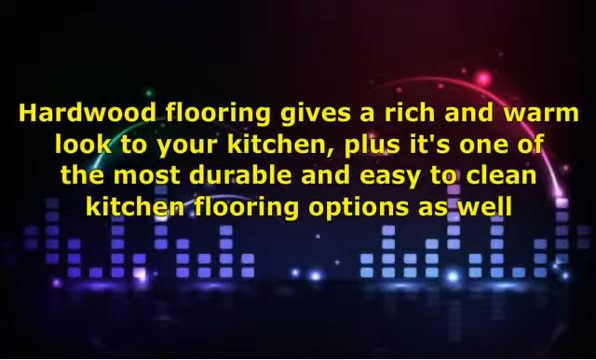 Hardwood flooring gives a rich and warm
look to your kitchen, plus it's one of
the most durable and easy to clean
kitchen flooring options as well